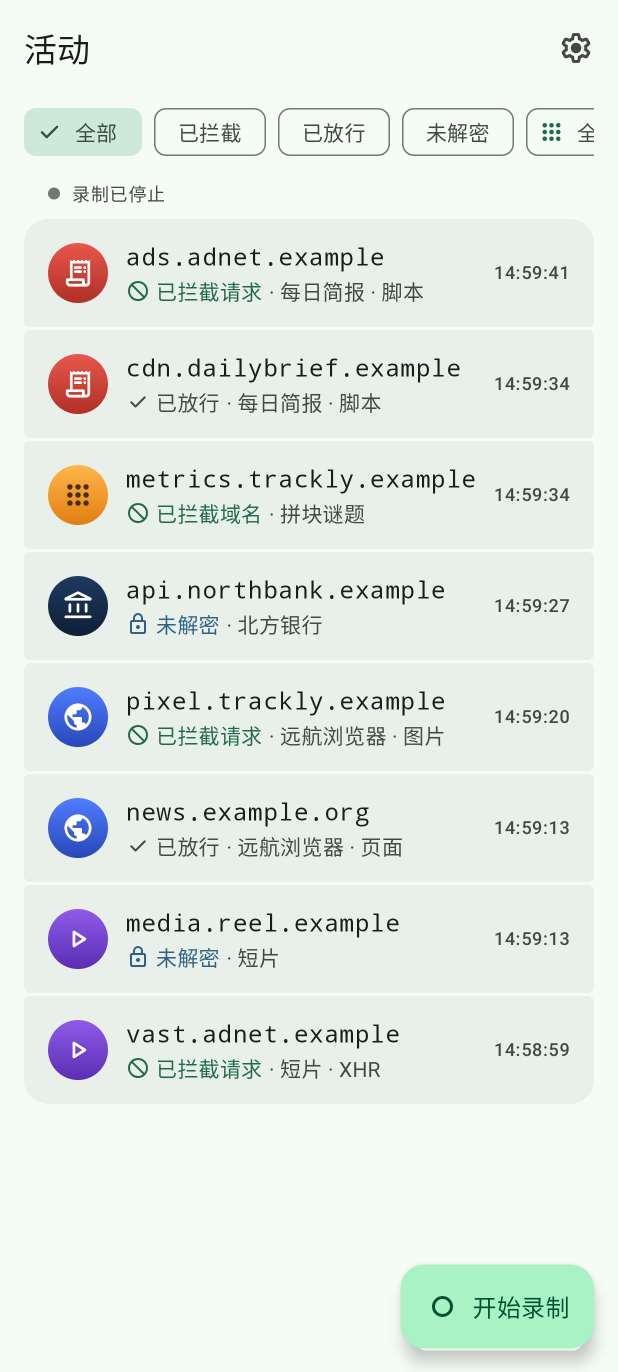 活动
全部
已拦截
已放行
未解密
全
录制已停止
ads.adnet.example
已拦截请求 · 每日简报 · 脚本
14:59:41
cdn.dailybrief.example
已放行 · 每日简报 · 脚本
14:59:34
metrics.trackly.example
已拦截域名 · 拼块谜题
14:59:34
api.northbank.example
未解密 · 北方银行
14:59:27
pixel.trackly.example
已拦截请求 · 远航浏览器 · 图片
14:59:20
news.example.org
已放行 · 远航浏览器 · 页面
14:59:13
media.reel.example
未解密 · 短片
14:59:13
vast.adnet.example
已拦截请求 · 短片 · XHR
14:58:59
开始录制